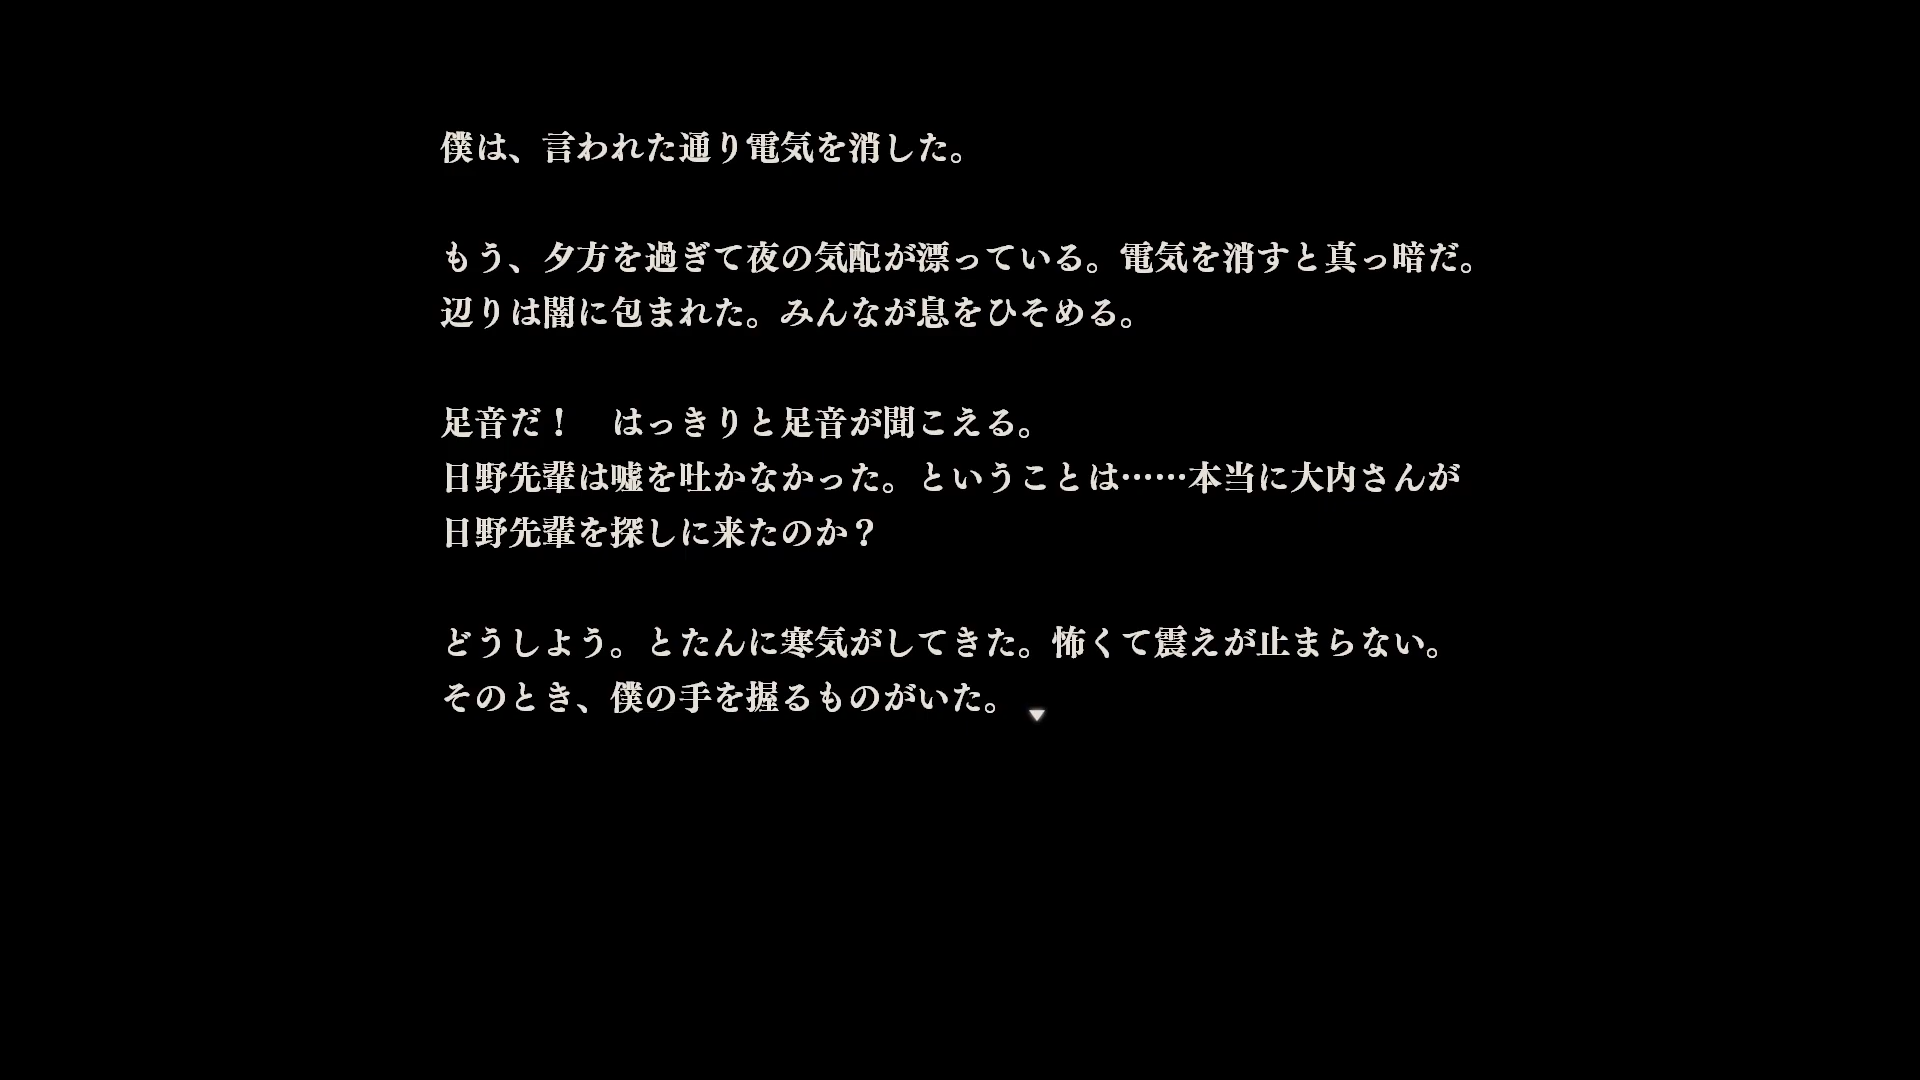 僕は、言われた通り電気を消した。
もう、夕方を過ぎて夜の気配が漂っている。電気を消すと真っ暗だ。
辺りは闇に包まれた。みんなが息をひそめる。
足音だ！　はっきりと足音が聞こえる。
日野先輩は嘘を吐かなかった。ということは……本当に大内さんが
日野先輩を探しに来たのか？
どうしよう。とたんに寒気がしてきた。怖くて震えが止まらない。
そのとき、僕の手を握るものがいた。